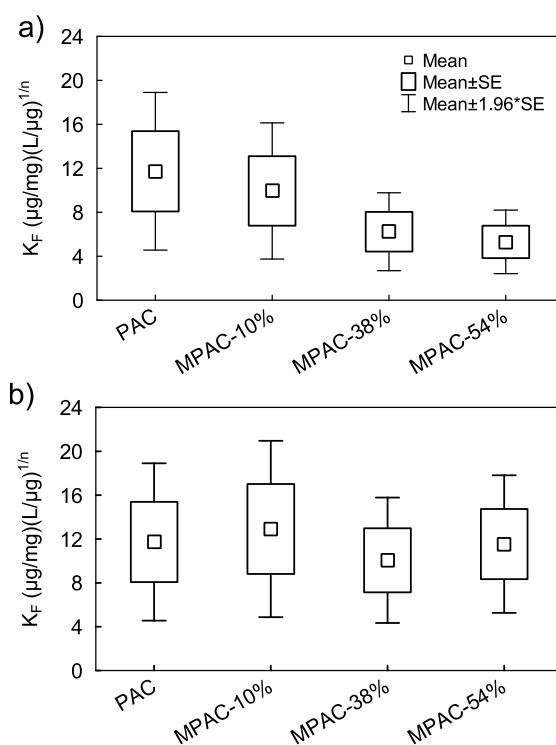 a)
24
20
16
12
8
4
0
K_F (µg/mg)(L/µg)^1/n
Mean
Mean±SE
Mean±1.96*SE
PAC
MPAC-10%
MPAC-38%
MPAC-54%
b)
24
20
16
12
8
4
0
K_F (µg/mg)(L/µg)^1/n
PAC
MPAC-10%
MPAC-38%
MPAC-54%